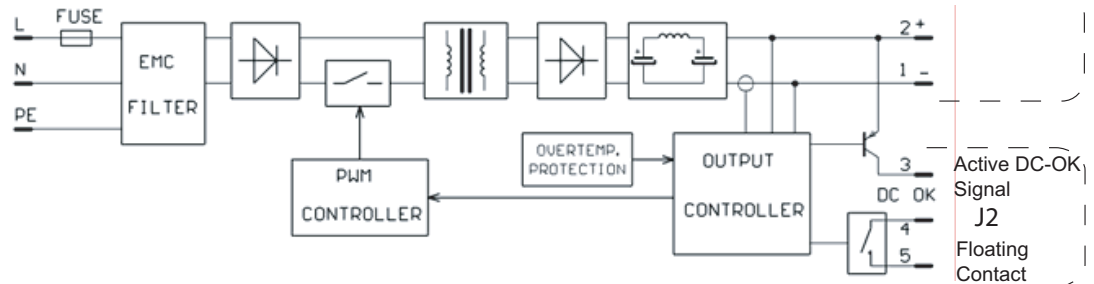 L
FUSE
N
PE
EMC
FILTER
2 +
1 -
OVERTEMP.
PROTECTION
OUTPUT
CONTROLLER
PWM
CONTROLLER
3
DC OK
4
5
Active DC-OK
Signal
J2
Floating
Contact